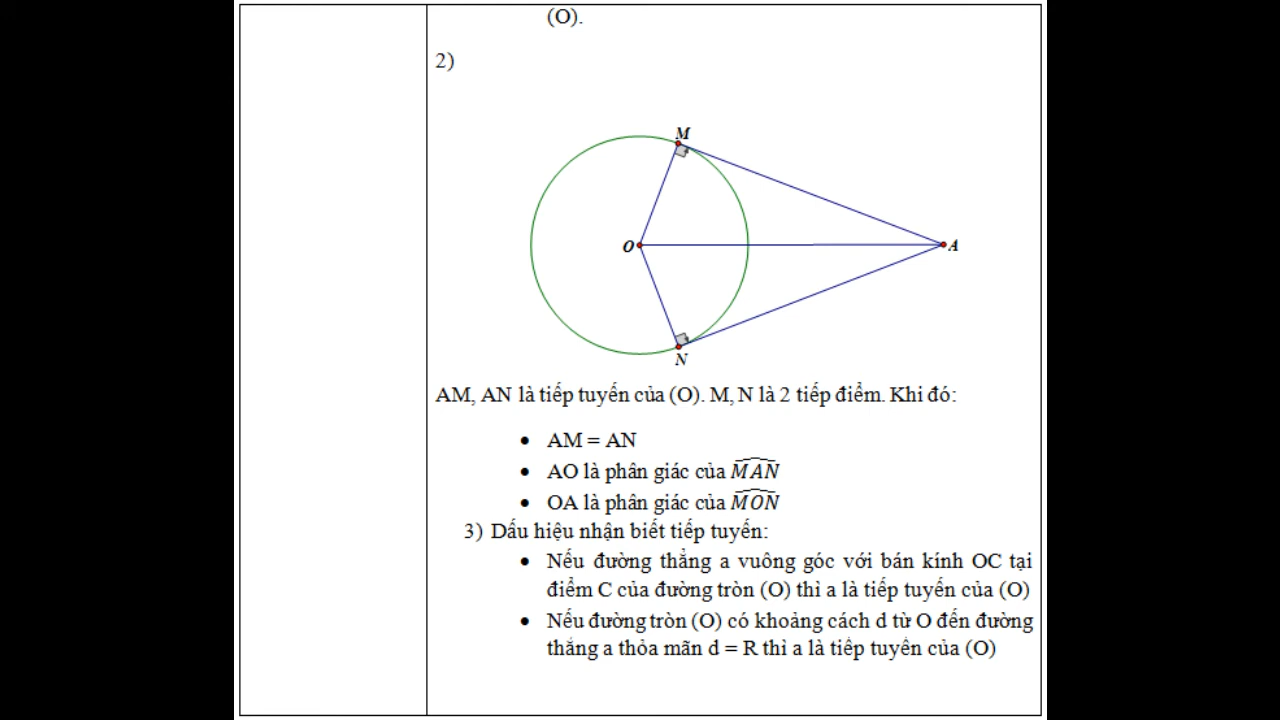 (O).
2)
M
O
A
N
AM, AN là tiếp tuyến của (O). M, N là 2 tiếp điểm. Khi đó:
• AM = AN
• AO là phân giác của \widehat{MAN}
• OA là phân giác của \widehat{MON}
3) Dấu hiệu nhận biết tiếp tuyến:
• Nếu đường thẳng a vuông góc với bán kính OC tại
điểm C của đường tròn (O) thì a là tiếp tuyến của (O)
• Nếu đường tròn (O) có khoảng cách d từ O đến đường
thẳng a thỏa mãn d = R thì a là tiếp tuyến của (O)